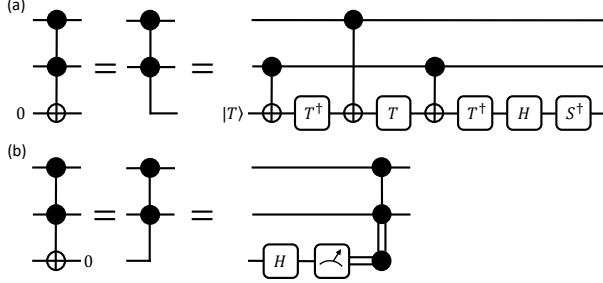 (a)
= =
0 |T⟩ T† T T† H S†
(b)
= =
0 H